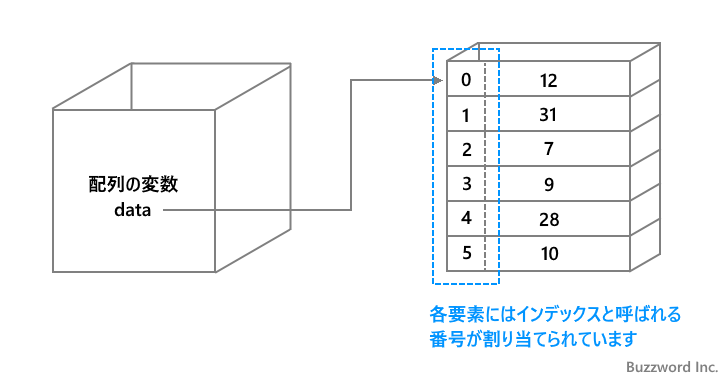 配列の変数
data
0 12
1 31
2 7
3 9
4 28
5 10
各要素にはインデックスと呼ばれる
番号が割り当てられています
Buzzword Inc.